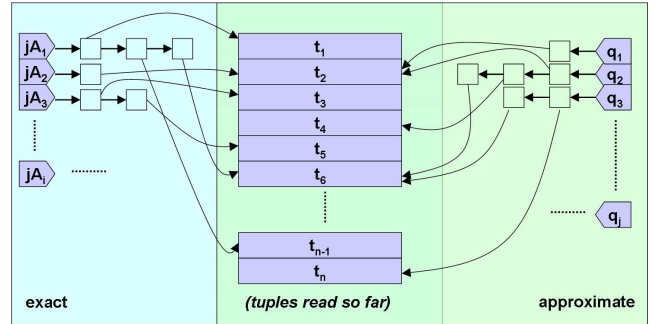 jA1
jA2
jA3
jAi
t1
t2
t3
t4
t5
t6
tn-1
tn
q1
q2
q3
qj
exact
(tuples read so far)
approximate